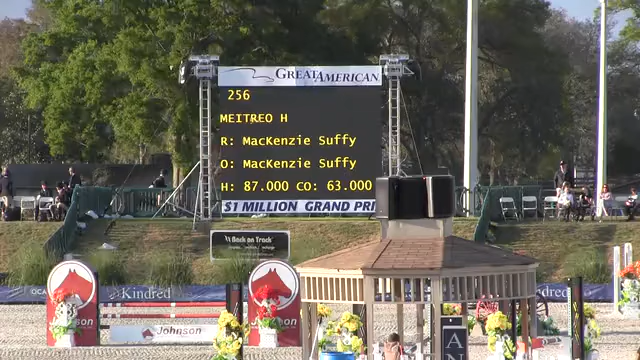 GREAT AMERICAN
256
MEITREO H
R: MacKenzie Suffy
O: MacKenzie Suffy
H: 87.000 CO: 63.000
$1 MILLION GRAND PRI
Back on Track
Kindred
Johnson
A